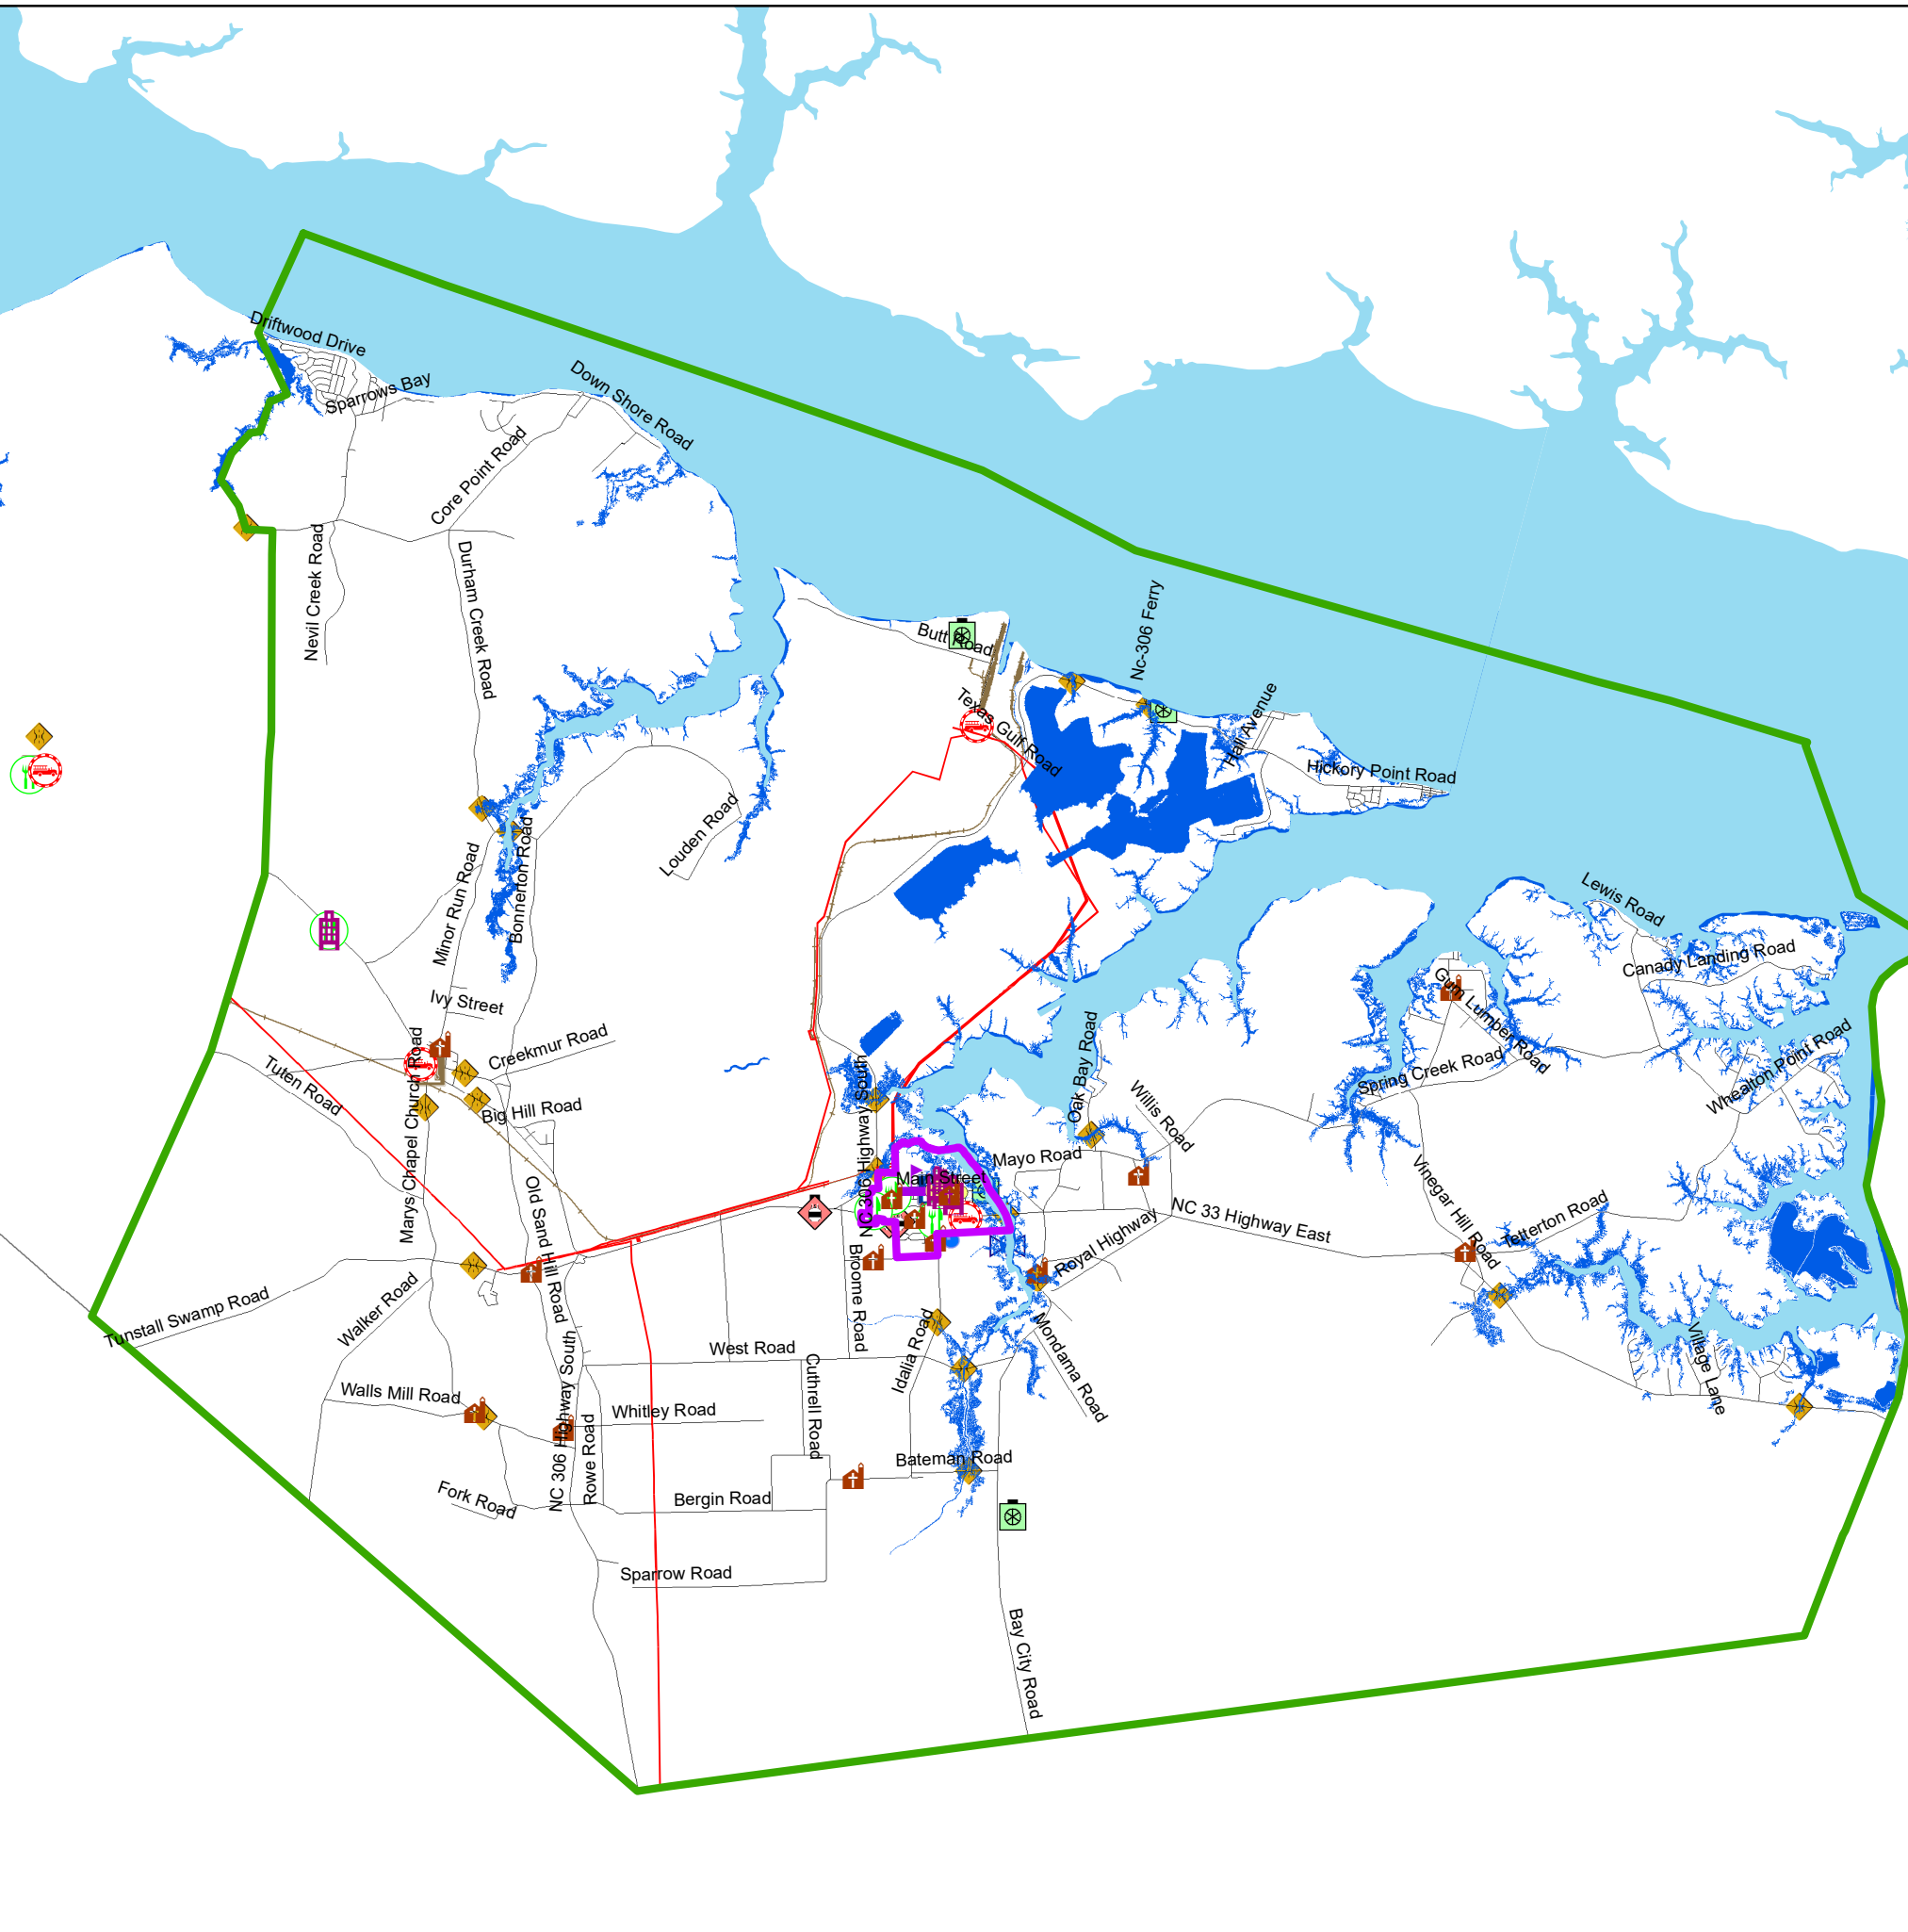 Driftwood Drive
Sparrows Bay
Down Shore Road
Core Point Road
Nevil Creek Road
Durham Creek Road
Nc-306 Ferry
Butt Road
Texas Gulf Road
Hall Avenue
Hickory Point Road
Louden Road
Minor Run Road
Bonnerton Road
Lewis Road
Canady Landing Road
Gum Lumber Road
Ivy Street
Creekmur Road
Spring Creek Road
Whealton Point Road
Tuten Road
Marys Chapel Church Road
Big Hill Road
NC 306 Highway South
Oak Bay Road
Willis Road
Mayo Road
Main Street
Vinegar Hill Road
NC 33 Highway East
Tetterton Road
Old Sand Hill Road
Royal Highway
Broome Road
Tunstall Swamp Road
Walker Road
Idalia Road
Mondama Road
Village Lane
West Road
Cuthrell Road
Walls Mill Road
NC 306 Highway South
Rowe Road
Whitley Road
Bateman Road
Fork Road
Bergin Road
Sparrow Road
Bay City Road